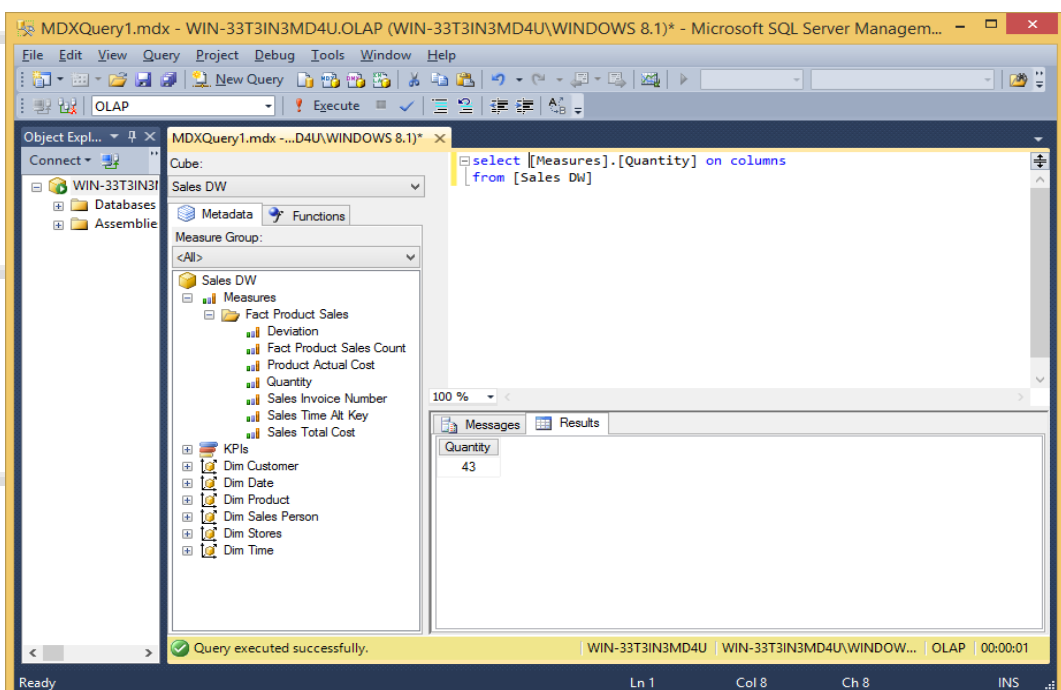 MDXQuery1.mdx - WIN-33T3IN3MD4U.OLAP (WIN-33T3IN3MD4U\WINDOWS 8.1)* - Microsoft SQL Server Managem...
File Edit View Query Project Debug Tools Window Help
New Query
OLAP Execute
Object Expl...
Connect
WIN-33T3IN3
Databases
Assemblie
MDXQuery1.mdx -...D4U\WINDOWS 8.1)*
Cube:
Sales DW
Metadata Functions
Measure Group:
<All>
Sales DW
Measures
Fact Product Sales
Deviation
Fact Product Sales Count
Product Actual Cost
Quantity
Sales Invoice Number
Sales Time Alt Key
Sales Total Cost
KPIs
Dim Customer
Dim Date
Dim Product
Dim Sales Person
Dim Stores
Dim Time
select [Measures].[Quantity] on columns
from [Sales DW]
100 %
Messages Results
Quantity
43
Query executed successfully. WIN-33T3IN3MD4U WIN-33T3IN3MD4U\WINDOW... OLAP 00:00:01
Ready Ln 1 Col 8 Ch 8 INS